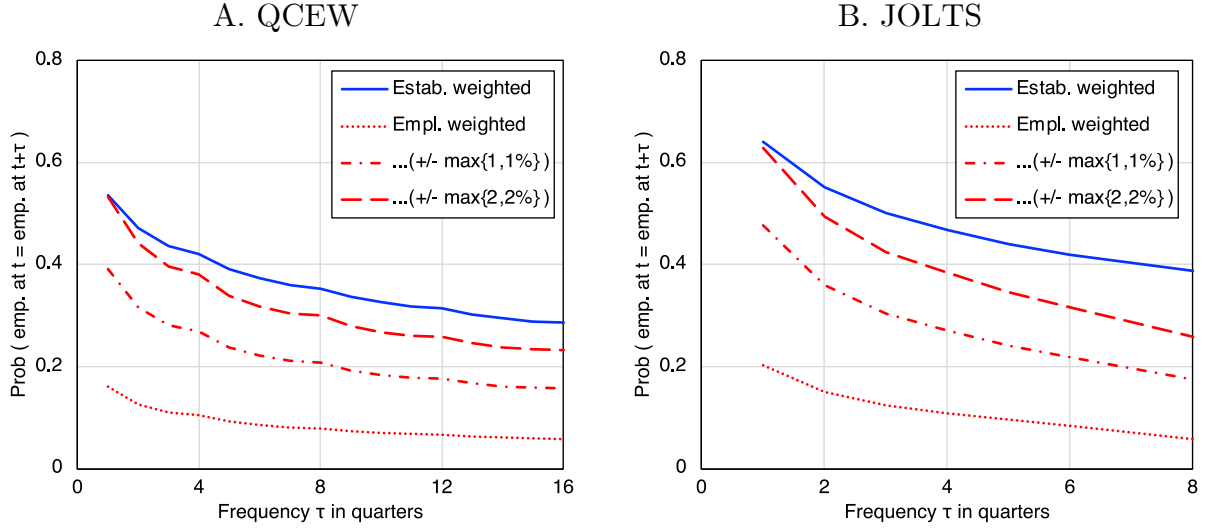 A. QCEW
Prob ( emp. at t = emp. at t+τ )
0.8
0.6
0.4
0.2
0
0
4
8
12
16
Frequency τ in quarters
Estab. weighted
Empl. weighted
...(+/- max{1,1%})
...(+/- max{2,2%})
B. JOLTS
Prob ( emp. at t = emp. at t+τ )
0.8
0.6
0.4
0.2
0
0
2
4
6
8
Frequency τ in quarters
Estab. weighted
Empl. weighted
...(+/- max{1,1%})
...(+/- max{2,2%})